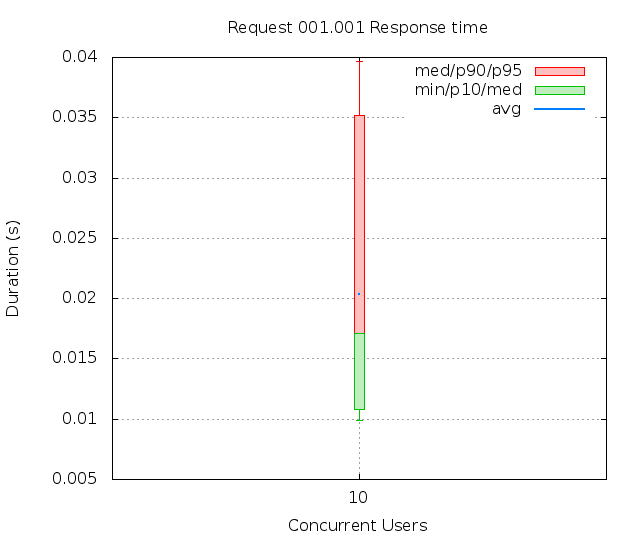 Request 001.001 Response time
0.04
med/p90/p95
min/p10/med
avg
0.035
0.03
0.025
0.02
0.015
0.01
0.005
Duration (s)
10
Concurrent Users